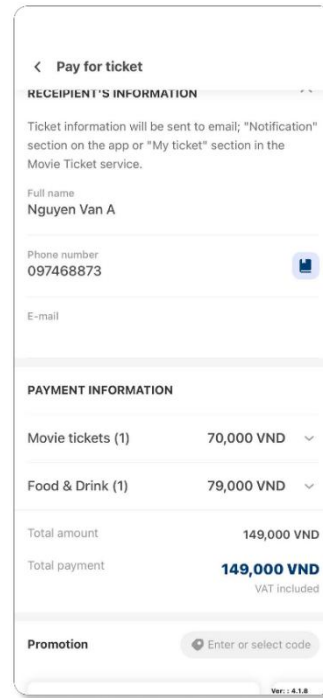 Pay for ticket
RECEIPIENT'S INFORMATION
Ticket information will be sent to email; "Notification"
section on the app or "My ticket" section in the
Movie Ticket service.
Full name
Nguyen Van A
Phone number
097468873
E-mail
PAYMENT INFORMATION
Movie tickets (1) 70,000 VND
Food & Drink (1) 79,000 VND
Total amount 149,000 VND
Total payment 149,000 VND
VAT included
Promotion Enter or select code
Ver: : 4.1.8